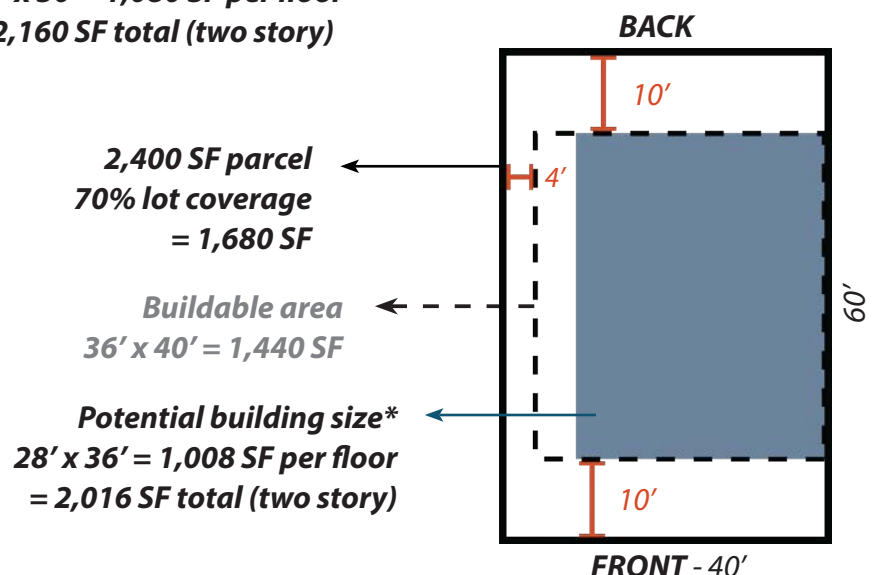 2,160 SF total (two story)
BACK
10’
2,400 SF parcel
70% lot coverage
= 1,680 SF
4’
Buildable area
36’ x 40’ = 1,440 SF
60’
Potential building size*
28’ x 36’ = 1,008 SF per floor
= 2,016 SF total (two story)
10’
FRONT - 40’